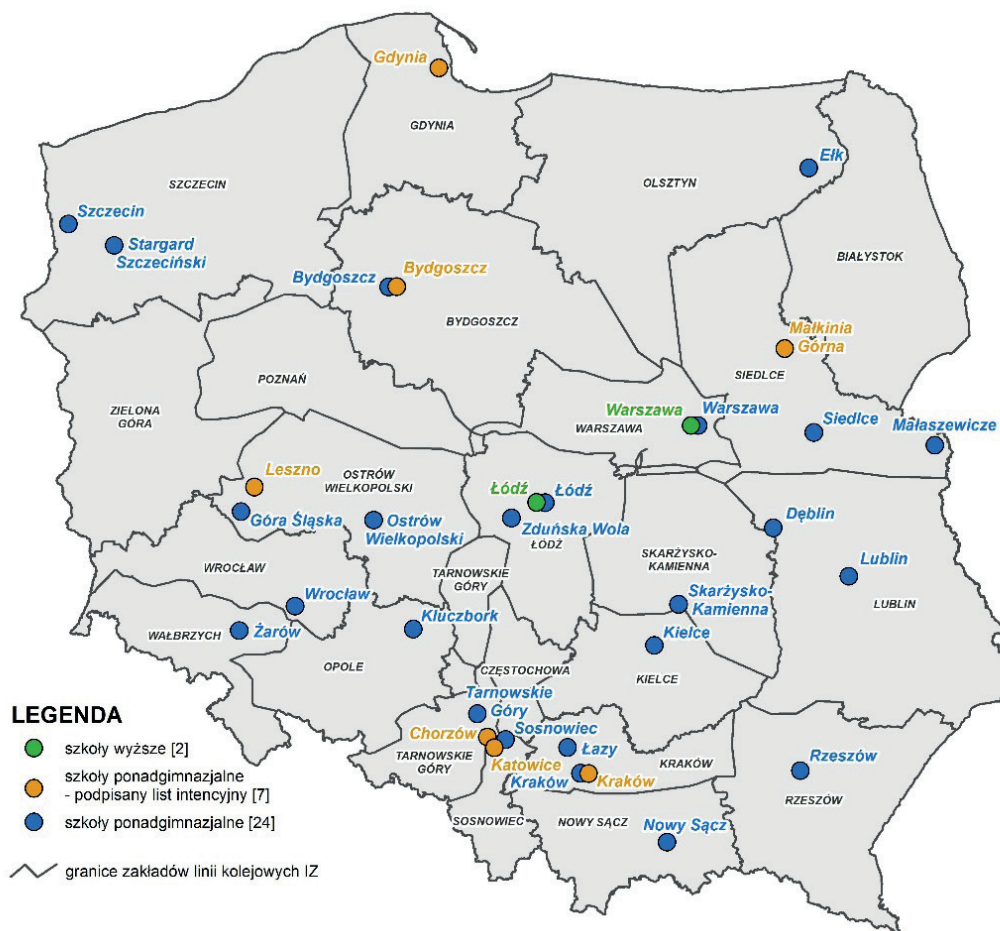 Gdynia
GDYNIA
Ełk
SZCZECIN
OLSZTYN
Szczecin
Stargard
Szczeciński
BIAŁYSTOK
Bydgoszcz
Bydgoszcz
BYDGOSZCZ
Małkinia
Górna
POZNAŃ
SIEDLCE
ZIELONA
GÓRA
Warszawa
Warszawa
WARSZAWA
Siedlce
Małaszewicze
Leszno
OSTRÓW
WIELKOPOLSKI
Łódź
Łódź
Góra Śląska
Ostrów
Wielkopolski
Zduńska Wola
ŁÓDŹ
Dęblin
SKARŻYSKO-
KAMIENNA
WROCŁAW
TARNOWSKIE
GÓRY
Lublin
LUBLIN
Wrocław
Skarżysko-
Kamienna
WAŁBRZYCH
Żarów
Kluczbork
Kielce
OPOLE
CZĘSTOCHOWA
KIELCE
Tarnowskie
Góry
Sosnowiec
Chorzów
TARNOWSKIE
GÓRY
Katowice
Łazy
KRAKÓW
Kraków
Kraków
Rzeszów
RZESZÓW
SOSNOWIEC
NOWY SĄCZ
Nowy Sącz
LEGENDA
szkoły wyższe [2]
szkoły ponadgimnazjalne
- podpisany list intencyjny [7]
szkoły ponadgimnazjalne [24]
granice zakładów linii kolejowych IZ